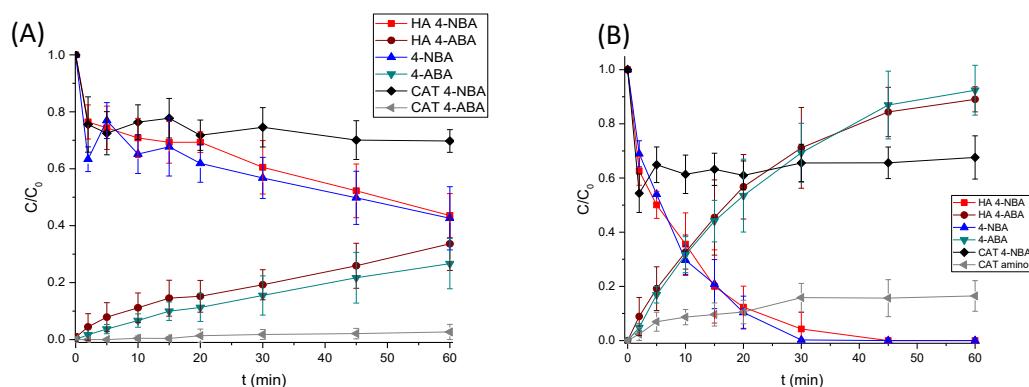 (A)
HA 4-NBA
HA 4-ABA
4-NBA
4-ABA
CAT 4-NBA
CAT 4-ABA
1.0
0.8
0.6
0.4
0.2
0.0
C/C0
0 10 20 30 40 50 60
t (min)
(B)
1.0
0.8
0.6
0.4
0.2
0.0
C/C0
HA 4-NBA
HA 4-ABA
4-NBA
4-ABA
CAT 4-NBA
CAT amino
0 10 20 30 40 50 60
t (min)